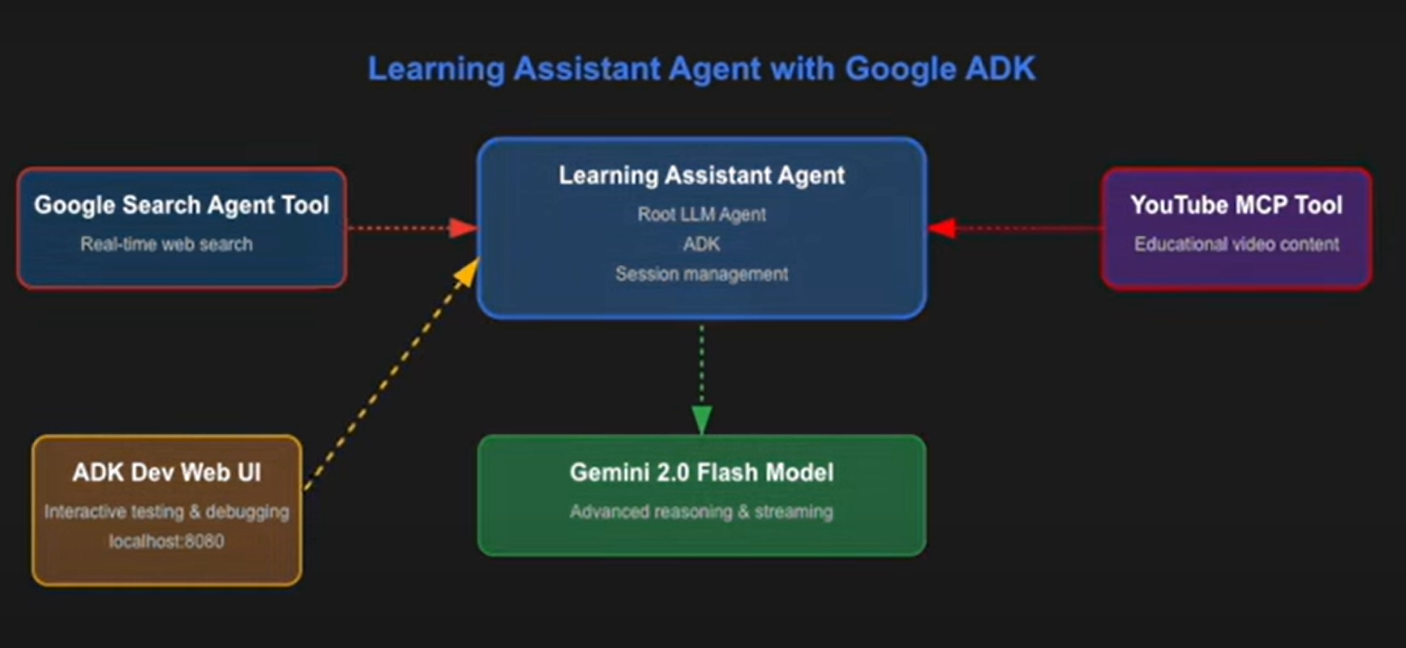 Learning Assistant Agent with Google ADK
Google Search Agent Tool
Real-time web search
Learning Assistant Agent
Root LLM Agent
ADK
Session management
YouTube MCP Tool
Educational video content
ADK Dev Web UI
Interactive testing & debugging
localhost:8080
Gemini 2.0 Flash Model
Advanced reasoning & streaming